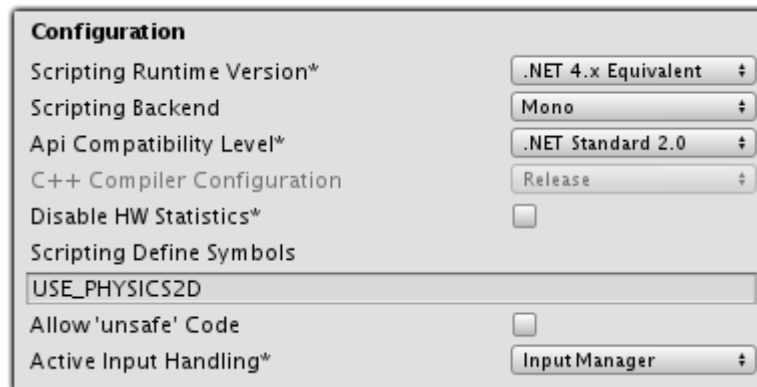 Configuration
Scripting Runtime Version* .NET 4.x Equivalent
Scripting Backend Mono
Api Compatibility Level* .NET Standard 2.0
C++ Compiler Configuration Release
Disable HW Statistics*
Scripting Define Symbols
USE_PHYSICS2D
Allow 'unsafe' Code
Active Input Handling* Input Manager